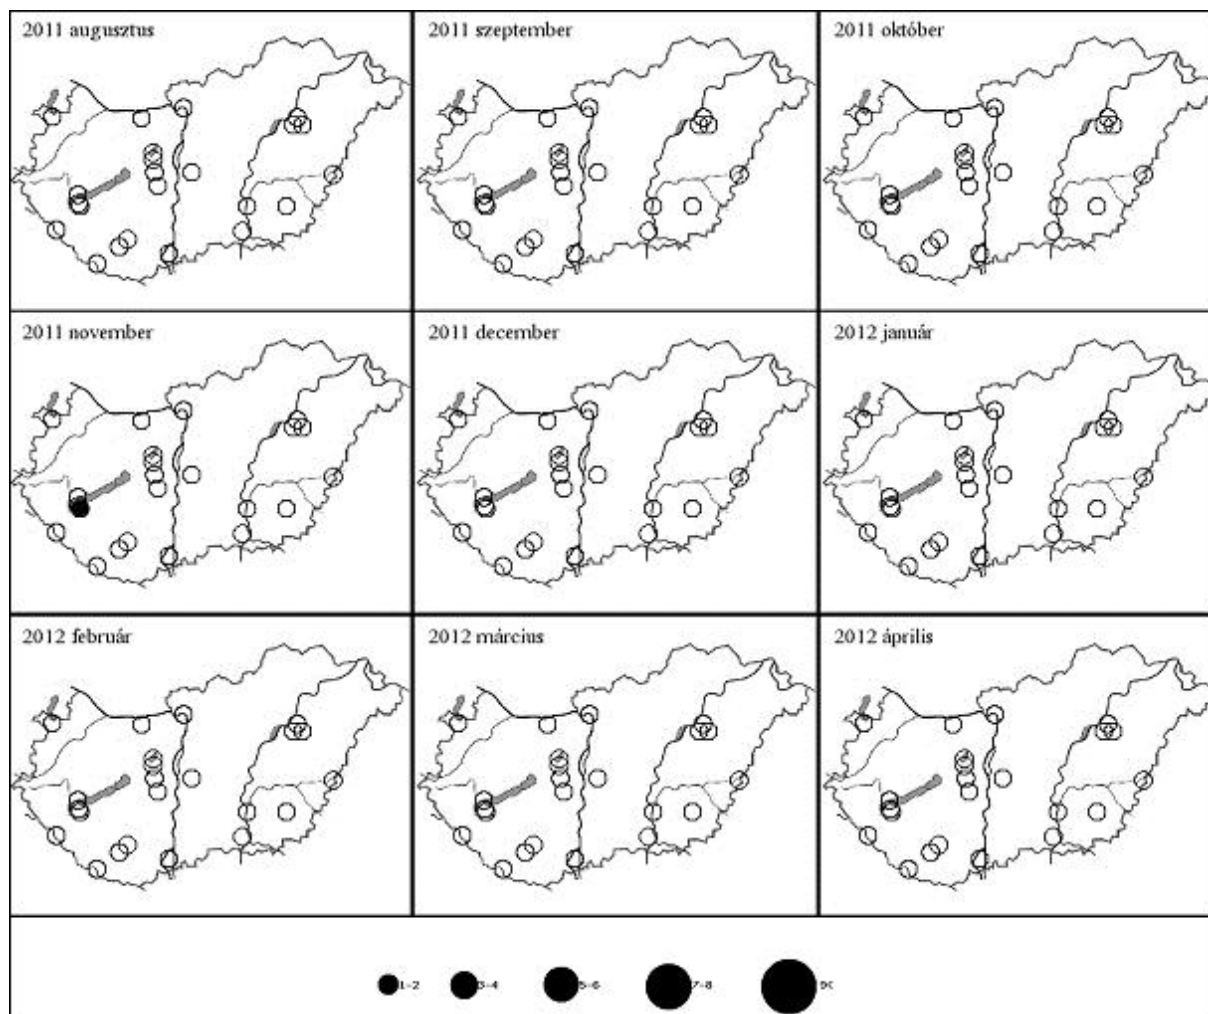 2011 augusztus
2011 szeptember
2011 október
2011 november
2011 december
2012 január
2012 február
2012 március
2012 április
1-2
3-4
5-6
7-8